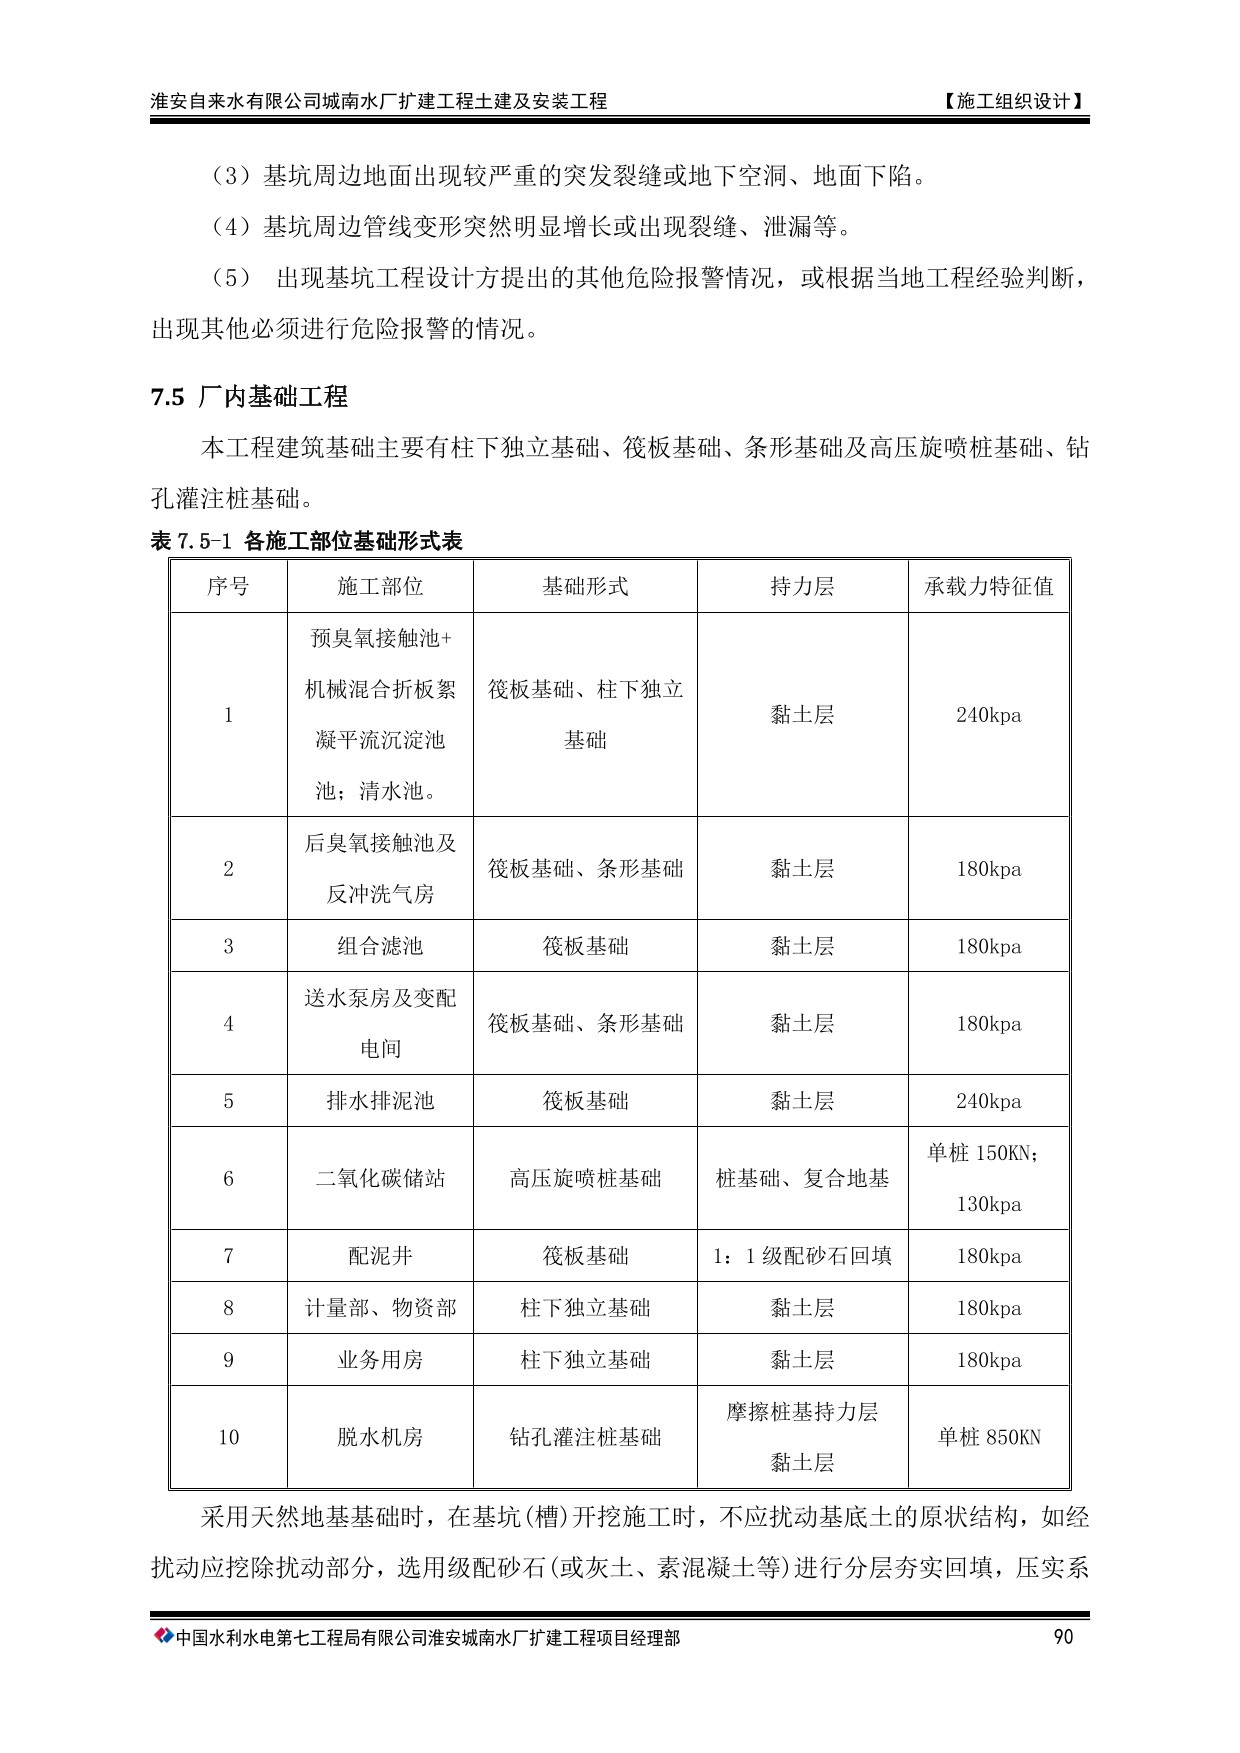 淮安自来水有限公司城南水厂扩建工程土建及安装工程 【施工组织设计】
（3）基坑周边地面出现较严重的突发裂缝或地下空洞、地面下陷。
（4）基坑周边管线变形突然明显增长或出现裂缝、泄漏等。
（5） 出现基坑工程设计方提出的其他危险报警情况，或根据当地工程经验判断，
出现其他必须进行危险报警的情况。
7.5 厂内基础工程
本工程建筑基础主要有柱下独立基础、筏板基础、条形基础及高压旋喷桩基础、钻
孔灌注桩基础。
表 7.5-1 各施工部位基础形式表
序号 施工部位 基础形式 持力层 承载力特征值
1
预臭氧接触池+
机械混合折板絮
凝平流沉淀池
池；清水池。
筏板基础、柱下独立
基础
黏土层
240kpa
2
后臭氧接触池及
反冲洗气房
筏板基础、条形基础
黏土层
180kpa
3 组合滤池 筏板基础 黏土层 180kpa
4
送水泵房及变配
电间
筏板基础、条形基础
黏土层
180kpa
5 排水排泥池 筏板基础 黏土层 240kpa
6
二氧化碳储站
高压旋喷桩基础
桩基础、复合地基
单桩 150KN；
130kpa
7 配泥井 筏板基础 1：1 级配砂石回填 180kpa
8 计量部、物资部 柱下独立基础 黏土层 180kpa
9 业务用房 柱下独立基础 黏土层 180kpa
10
脱水机房
钻孔灌注桩基础
摩擦桩基持力层
黏土层
单桩 850KN
采用天然地基基础时，在基坑(槽)开挖施工时，不应扰动基底土的原状结构，如经
扰动应挖除扰动部分，选用级配砂石(或灰土、素混凝土等)进行分层夯实回填，压实系
中国水利水电第七工程局有限公司淮安城南水厂扩建工程项目经理部 90